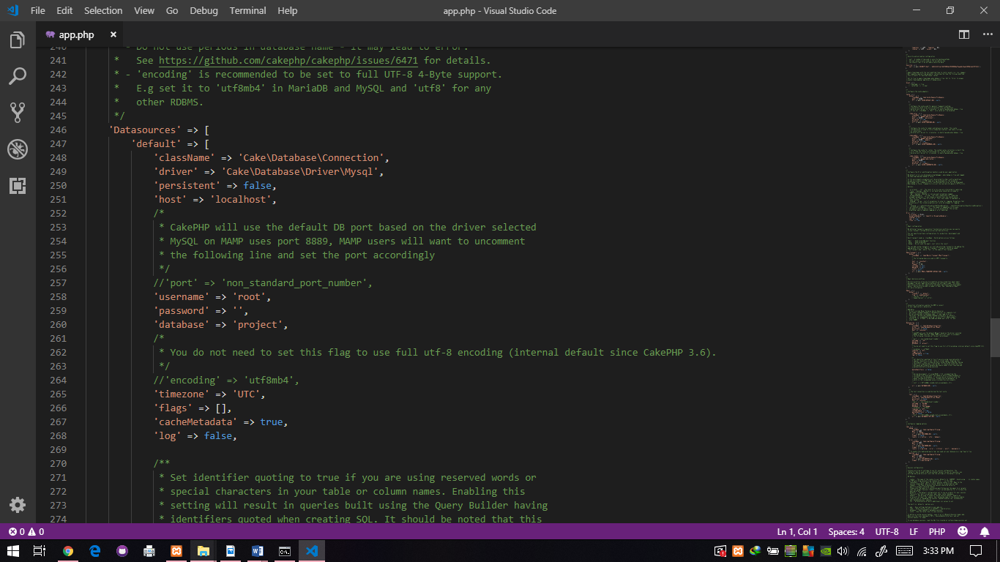 File Edit Selection View Go Debug Terminal Help
app.php - Visual Studio Code
app.php
240 - Do not use periods in database name - it may lead to error.
241 * See https://github.com/cakephp/cakephp/issues/6471 for details.
242 * - 'encoding' is recommended to be set to full UTF-8 4-Byte support.
243 * E.g set it to 'utf8mb4' in MariaDB and MySQL and 'utf8' for any
244 * other RDBMS.
245 */
246 'Datasources' => [
247 'default' => [
248 'className' => 'Cake\Database\Connection',
249 'driver' => 'Cake\Database\Driver\Mysql',
250 'persistent' => false,
251 'host' => 'localhost',
252 /*
253 * CakePHP will use the default DB port based on the driver selected
254 * MySQL on MAMP uses port 8889, MAMP users will want to uncomment
255 * the following line and set the port accordingly
256 */
257 //'port' => 'non_standard_port_number',
258 'username' => 'root',
259 'password' => '',
260 'database' => 'project',
261 /*
262 * You do not need to set this flag to use full utf-8 encoding (internal default since CakePHP 3.6).
263 */
264 //'encoding' => 'utf8mb4',
265 'timezone' => 'UTC',
266 'flags' => [],
267 'cacheMetadata' => true,
268 'log' => false,
269
270 /**
271 * Set identifier quoting to true if you are using reserved words or
272 * special characters in your table or column names. Enabling this
273 * setting will result in queries built using the Query Builder having
274 * identifiers quoted when creating SQL. It should be noted that this
0 0
Ln 1, Col 1 Spaces: 4 UTF-8 LF PHP
3:33 PM